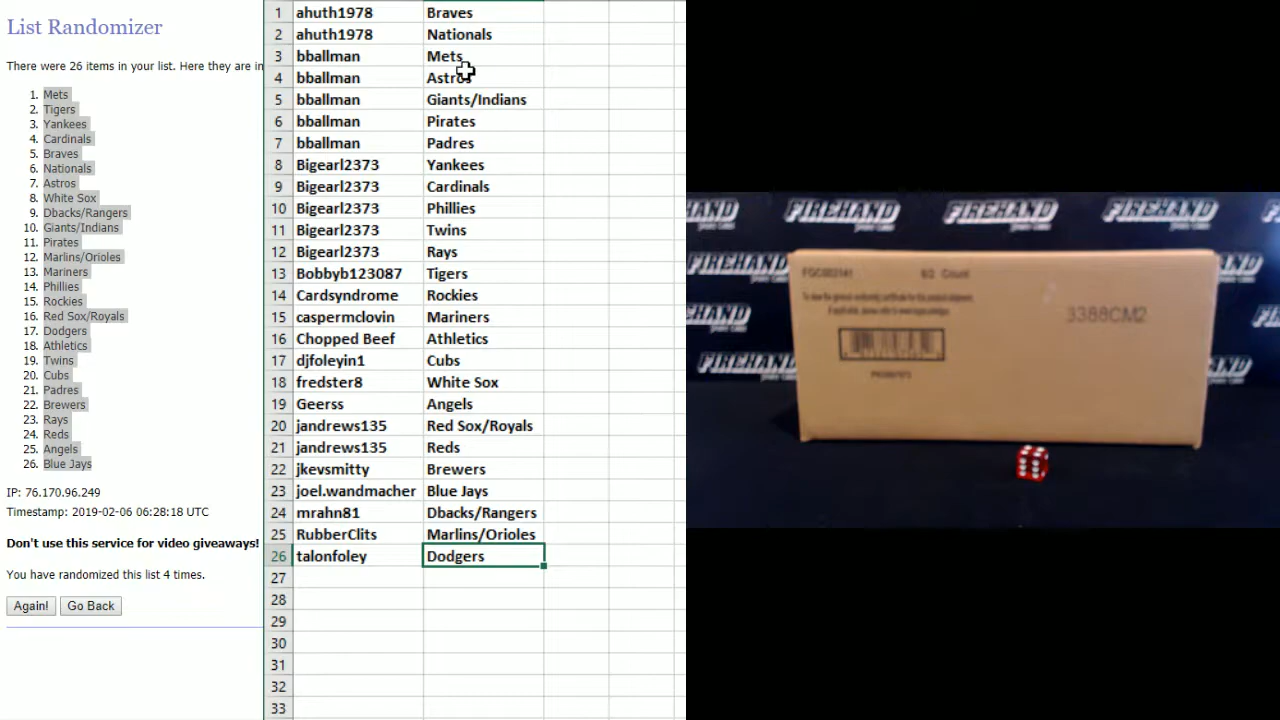 List Randomizer
There were 26 items in your list. Here they are in
1. Mets
2. Tigers
3. Yankees
4. Cardinals
5. Braves
6. Nationals
7. Astros
8. White Sox
9. Dbacks/Rangers
10. Giants/Indians
11. Pirates
12. Marlins/Orioles
13. Mariners
14. Phillies
15. Rockies
16. Red Sox/Royals
17. Dodgers
18. Athletics
19. Twins
20. Cubs
21. Padres
22. Brewers
23. Rays
24. Reds
25. Angels
26. Blue Jays
IP: 76.170.96.249
Timestamp: 2019-02-06 06:28:18 UTC
Don't use this service for video giveaways!
You have randomized this list 4 times.
Again! Go Back
1 ahuth1978 Braves
2 ahuth1978 Nationals
3 bballman Mets
4 bballman Astros
5 bballman Giants/Indians
6 bballman Pirates
7 bballman Padres
8 Bigearl2373 Yankees
9 Bigearl2373 Cardinals
10 Bigearl2373 Phillies
11 Bigearl2373 Twins
12 Bigearl2373 Rays
13 Bobbyb123087 Tigers
14 Cardsyndrome Rockies
15 caspermclovin Mariners
16 Chopped Beef Athletics
17 djfoleyin1 Cubs
18 fredster8 White Sox
19 Geerss Angels
20 jandrews135 Red Sox/Royals
21 jandrews135 Reds
22 jkevsmitty Brewers
23 joel.wandmacher Blue Jays
24 mrahn81 Dbacks/Rangers
25 RubberClits Marlins/Orioles
26 talonfoley Dodgers
27
28
29
30
31
32
33
HAND FIREHAND FIREHAND FIREHAND
FIREHAND
FIREHAND FIREHAND
Count
3388CM2